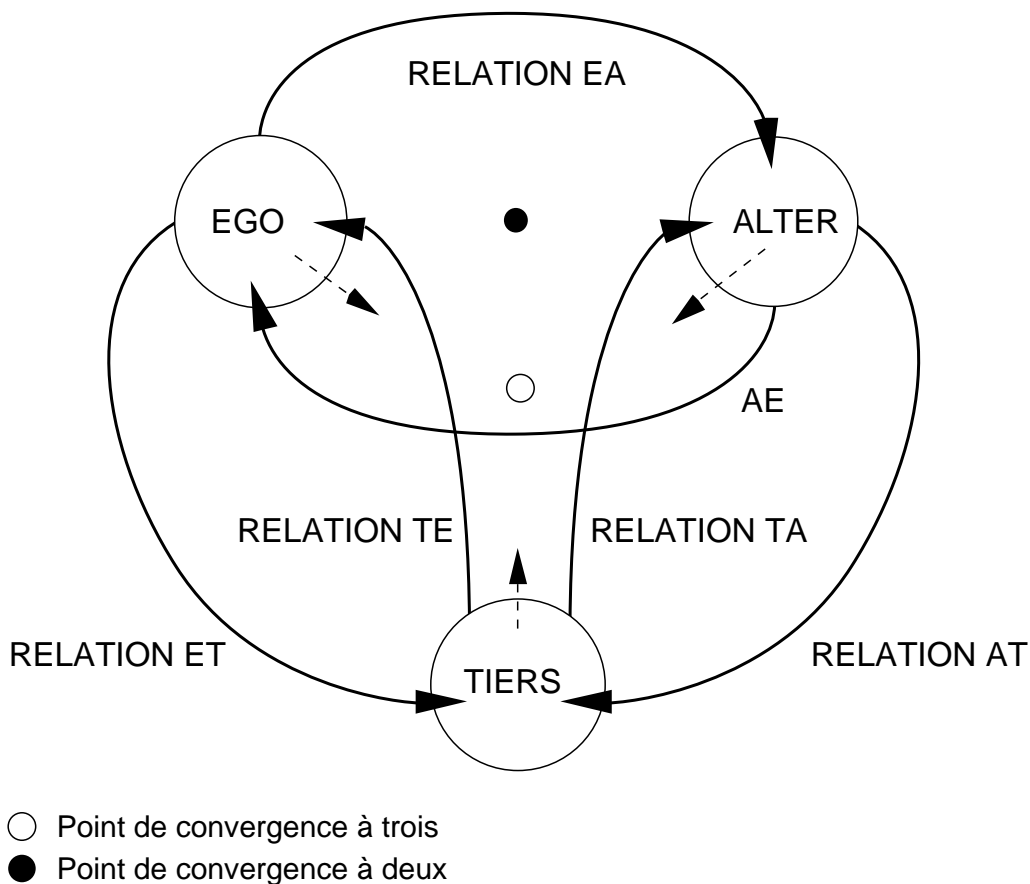 RELATION EA
EGO
ALTER
AE
RELATION TE
RELATION TA
RELATION ET
RELATION AT
TIERS
Point de convergence à trois
Point de convergence à deux